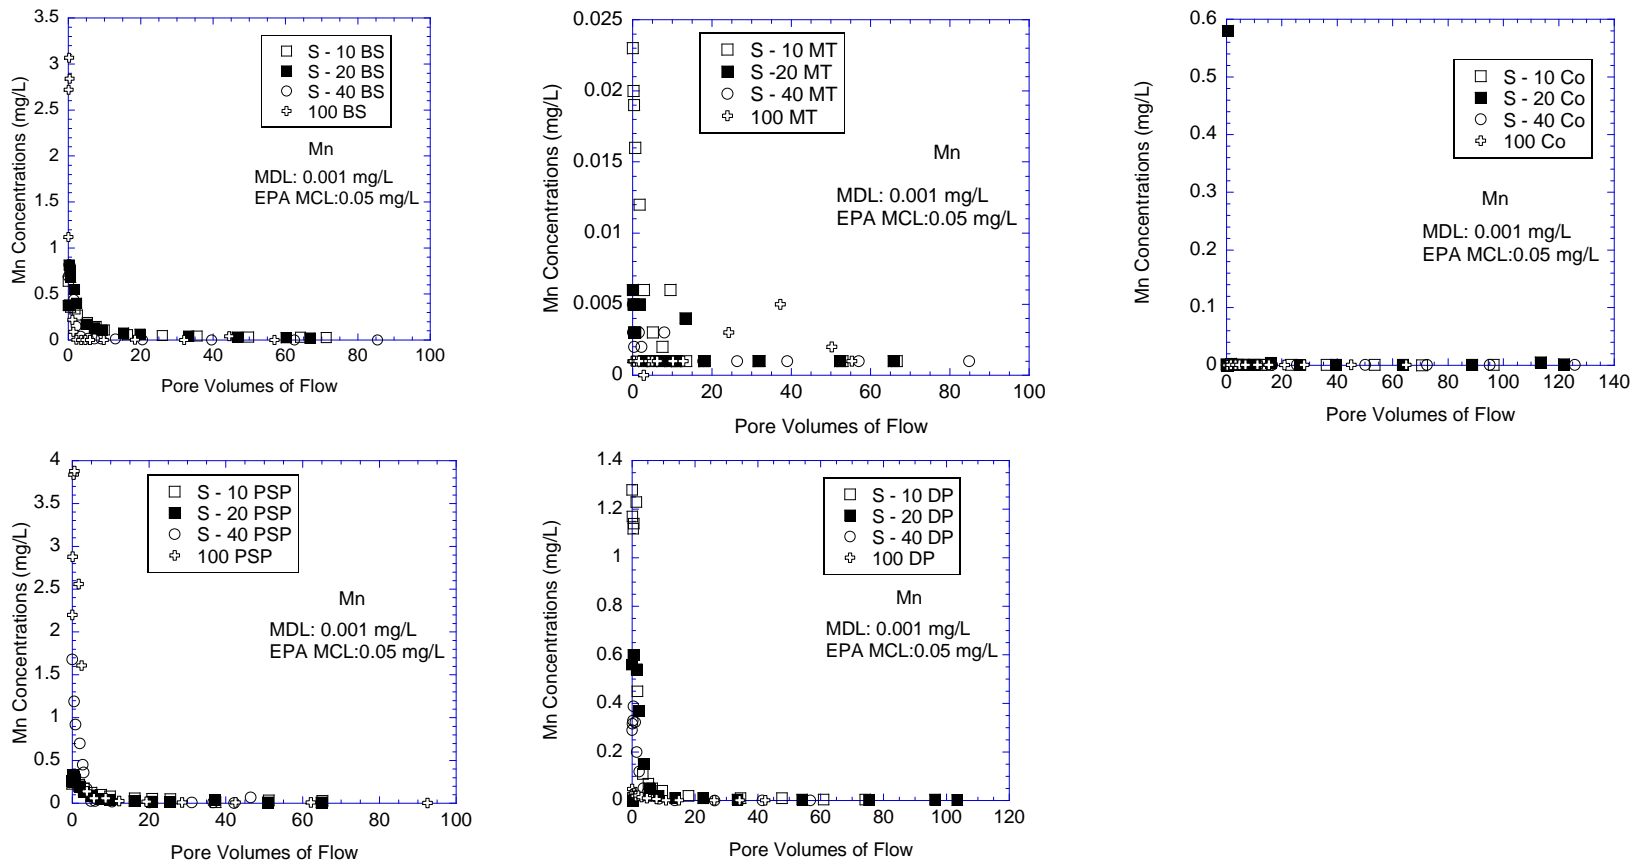 3.5
3
2.5
2
1.5
1
0.5
0
Mn Concentrations (mg/L)
S - 10 BS
S - 20 BS
S - 40 BS
100 BS
Mn
MDL: 0.001 mg/L
EPA MCL:0.05 mg/L
0 20 40 60 80 100
Pore Volumes of Flow
0.025
0.02
0.015
0.01
0.005
0
Mn Concentrations (mg/L)
S - 10 MT
S -20 MT
S - 40 MT
100 MT
Mn
MDL: 0.001 mg/L
EPA MCL:0.05 mg/L
0 20 40 60 80 100
Pore Volumes of Flow
0.6
0.5
0.4
0.3
0.2
0.1
0
Mn Concentrations (mg/L)
S - 10 Co
S - 20 Co
S - 40 Co
100 Co
Mn
MDL: 0.001 mg/L
EPA MCL:0.05 mg/L
0 20 40 60 80 100 120 140
Pore Volumes of Flow
4
3.5
3
2.5
2
1.5
1
0.5
0
Mn Concentrations (mg/L)
S - 10 PSP
S - 20 PSP
S - 40 PSP
100 PSP
Mn
MDL: 0.001 mg/L
EPA MCL:0.05 mg/L
0 20 40 60 80 100
Pore Volumes of Flow
1.4
1.2
1
0.8
0.6
0.4
0.2
0
Mn Concentrations (mg/L)
S - 10 DP
S - 20 DP
S - 40 DP
100 DP
Mn
MDL: 0.001 mg/L
EPA MCL:0.05 mg/L
0 20 40 60 80 100 120
Pore Volumes of Flow